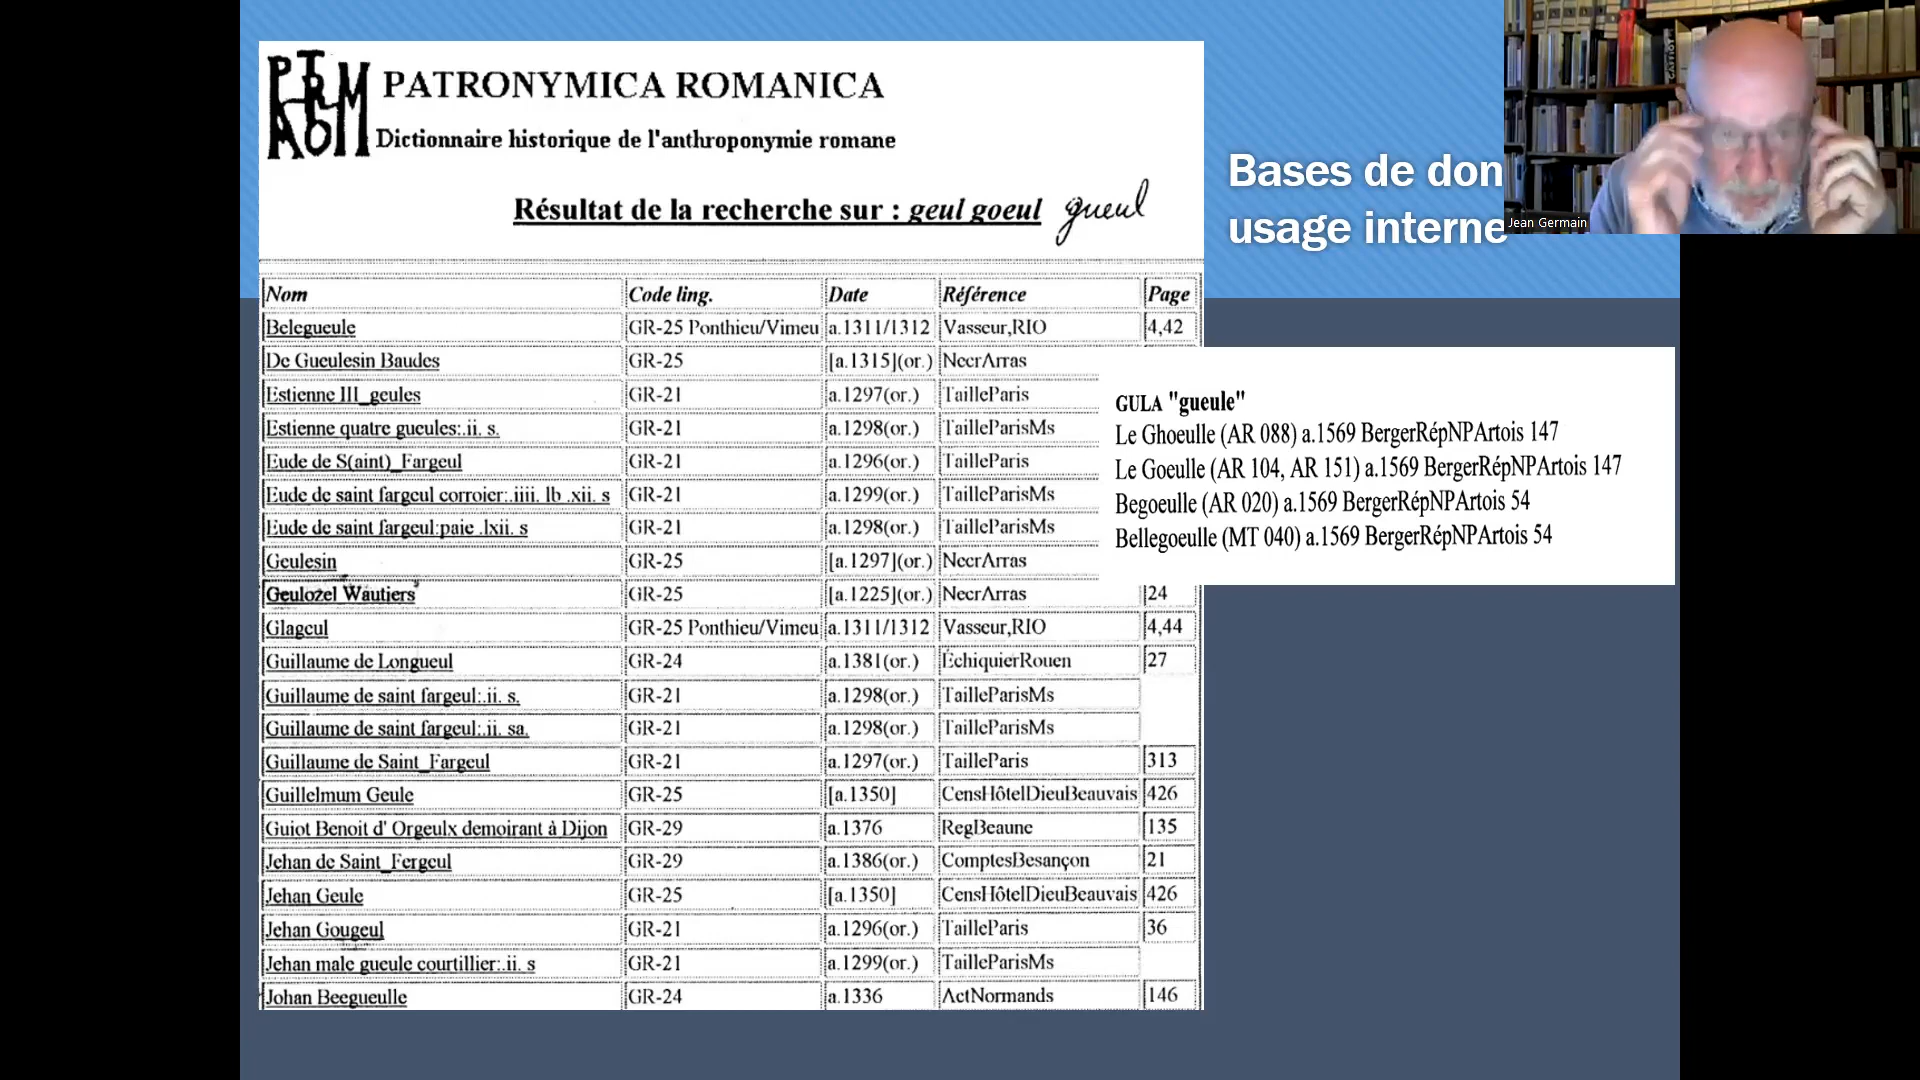 PATRONYMICA ROMANICA
Dictionnaire historique de l'anthroponymie romane
Résultat de la recherche sur : geul goeul gueul
Nom Code ling. Date Référence Page
Belegueule GR-25 Ponthieu/Vimeu a.1311/1312 Vasseur,RIO 4,42
De Gueulesin Baudes GR-25 [a.1315](or.) NecrArras
Estienne III_geules GR-21 a.1297(or.) TailleParis
Estienne quatre gueules:.ii. s. GR-21 a.1298(or.) TailleParisMs
Eude de S(aint)_Fargeul GR-21 a.1296(or.) TailleParis
Eude de saint fargeul corroier:.iiii. lb .xii. s GR-21 a.1299(or.) TailleParisMs
Eude de saint fargeul:paie .lxii. s GR-21 a.1298(or.) TailleParisMs
Geulesin GR-25 [a.1297](or.) NecrArras
Geulozel Wautiers GR-25 [a.1225](or.) NecrArras 24
Glageul GR-25 Ponthieu/Vimeu a.1311/1312 Vasseur,RIO 4,44
Guillaume de Longueul GR-24 a.1381(or.) ÉchiquierRouen 27
Guillaume de saint fargeul:.ii. s. GR-21 a.1298(or.) TailleParisMs
Guillaume de saint fargeul:.ii. sa. GR-21 a.1298(or.) TailleParisMs
Guillaume de Saint_Fargeul GR-21 a.1297(or.) TailleParis 313
Guillelmum Geule GR-25 [a.1350] CensHôtelDieuBeauvais 426
Guiot Benoit d' Orgeulx demoirant à Dijon GR-29 a.1376 RegBeaune 135
Jehan de Saint_Fergeul GR-29 a.1386(or.) ComptesBesançon 21
Jehan Geule GR-25 [a.1350] CensHôtelDieuBeauvais 426
Jehan Gougeul GR-21 a.1296(or.) TailleParis 36
Jehan male gueule courtillier:.ii. s GR-21 a.1299(or.) TailleParisMs
Johan Beegueulle GR-24 a.1336 ActNormands 146
GULA "gueule"
Le Ghoeulle (AR 088) a.1569 BergerRépNPArtois 147
Le Goeulle (AR 104, AR 151) a.1569 BergerRépNPArtois 147
Begoeulle (AR 020) a.1569 BergerRépNPArtois 54
Bellegoeulle (MT 040) a.1569 BergerRépNPArtois 54
Bases de don
usage interne
Jean Germain